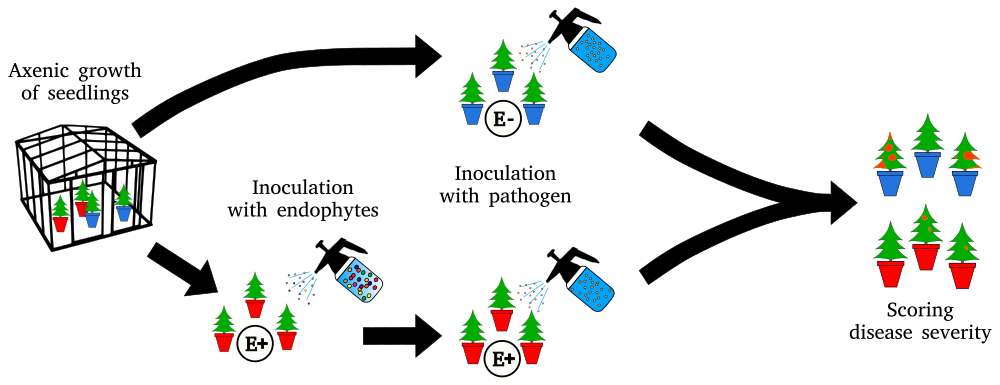 Axenic growth
of seedlings
Inoculation
with endophytes
E+
E-
Inoculation
with pathogen
E+
Scoring
disease severity